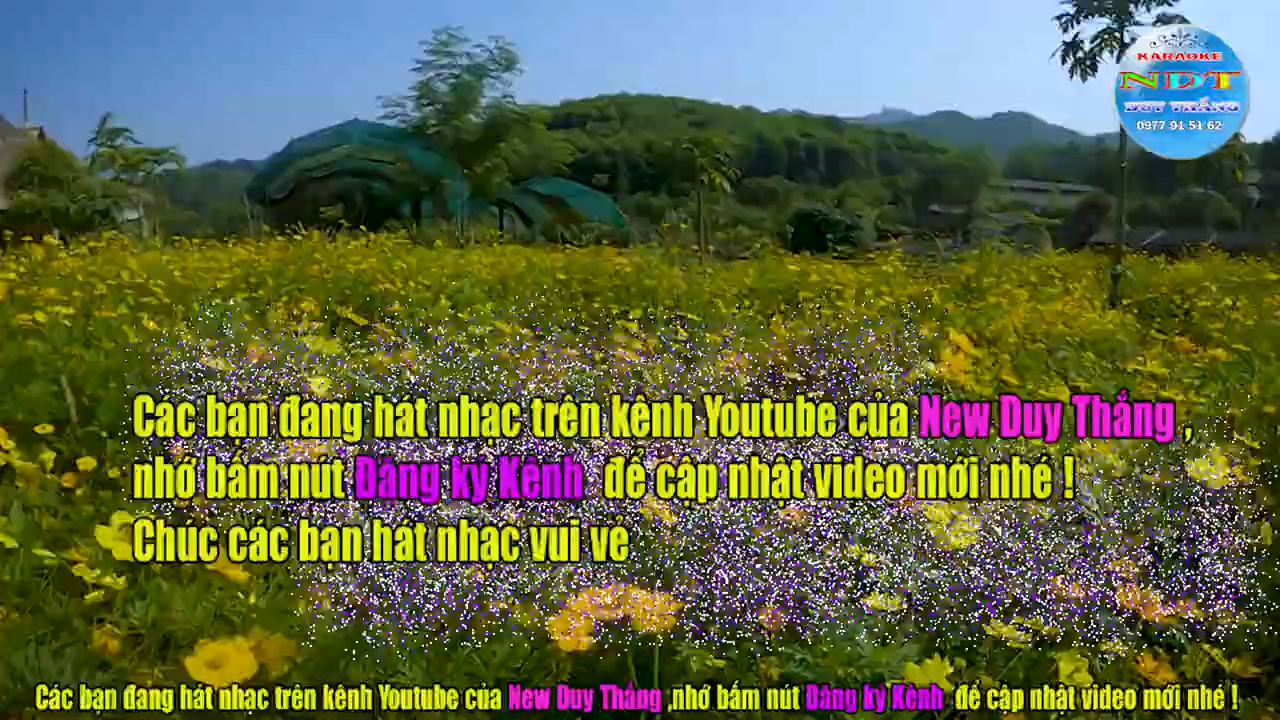 KARAOKE
NDT
DUY THẮNG
0977 91 51 62
Các bạn đang hát nhạc trên kênh Youtube của New Duy Thắng ,
nhớ bấm nút Đăng ký Kênh để cập nhật video mới nhé !
Chúc các bạn hát nhạc vui vẻ
Các bạn đang hát nhạc trên kênh Youtube của New Duy Thắng ,nhớ bấm nút Đăng ký Kênh để cập nhật video mới nhé !